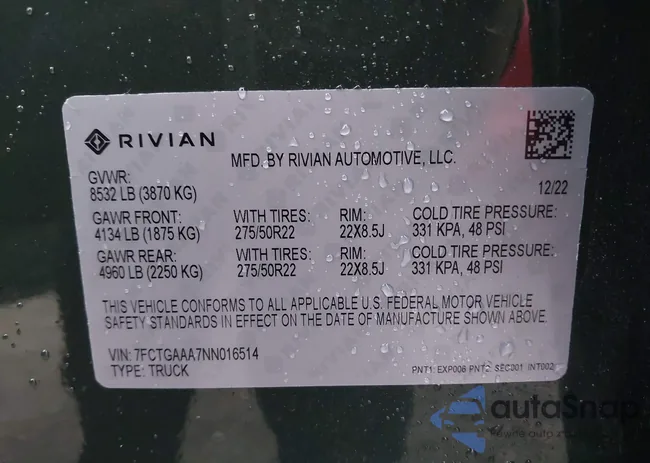 RIVIAN
MFD. BY RIVIAN AUTOMOTIVE, LLC.
GVWR:
8532 LB (3870 KG) 12/22
GAWR FRONT: WITH TIRES: RIM: COLD TIRE PRESSURE:
4134 LB (1875 KG) 275/50R22 22X8.5J 331 KPA, 48 PSI
GAWR REAR: WITH TIRES: RIM: COLD TIRE PRESSURE:
4960 LB (2250 KG) 275/50R22 22X8.5J 331 KPA, 48 PSI
THIS VEHICLE CONFORMS TO ALL APPLICABLE U.S. FEDERAL MOTOR VEHICLE
SAFETY STANDARDS IN EFFECT ON THE DATE OF MANUFACTURE SHOWN ABOVE.
VIN: 7FCTGAAA7NN016514
TYPE: TRUCK PNT1: EXP006 PNT2: SEC001 INT002
autoSnap